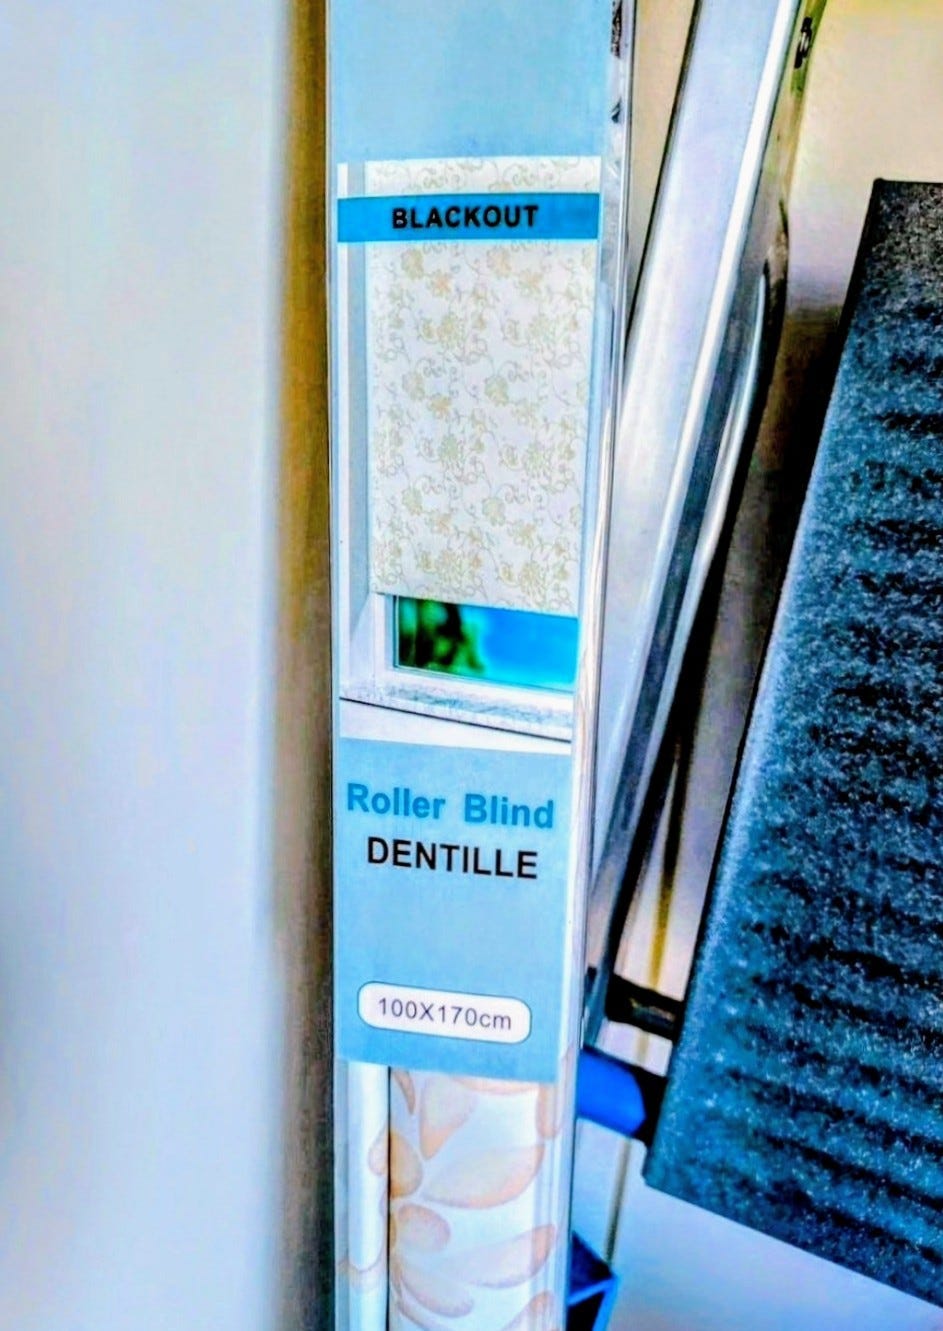 BLACKOUT
Roller Blind
DENTILLE
100X170cm